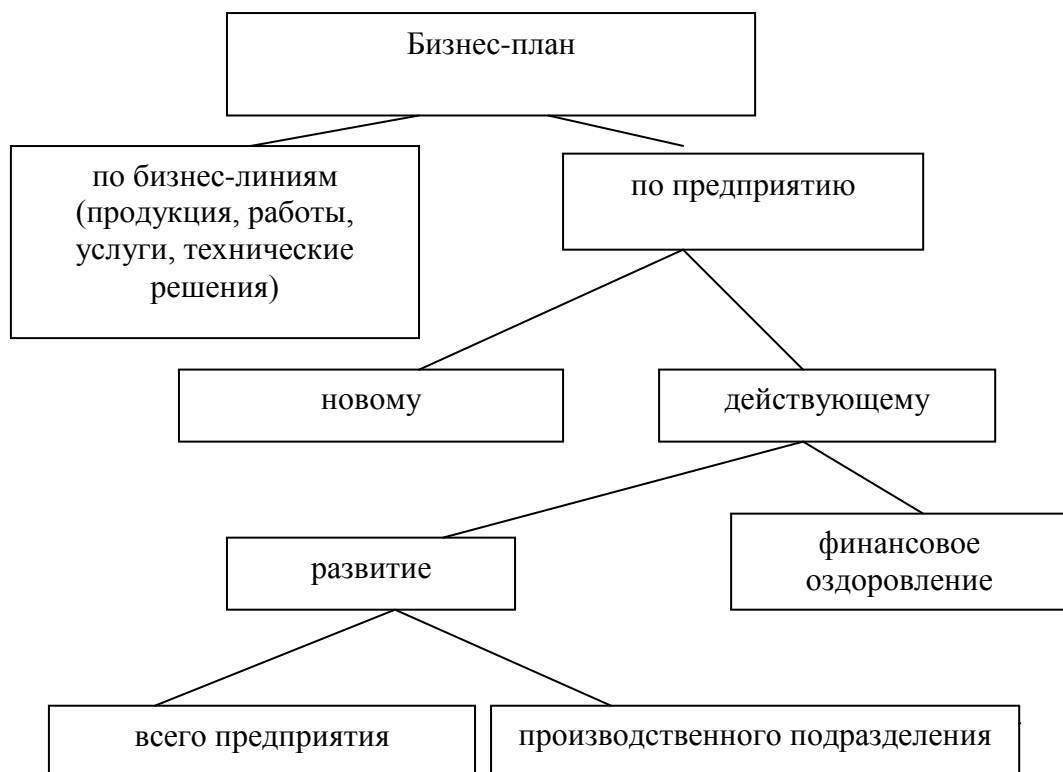 Бизнес-план
по бизнес-линиям
(продукция, работы,
услуги, технические
решения)
по предприятию
новому
действующему
развитие
финансовое
оздоровление
всего предприятия
производственного подразделения